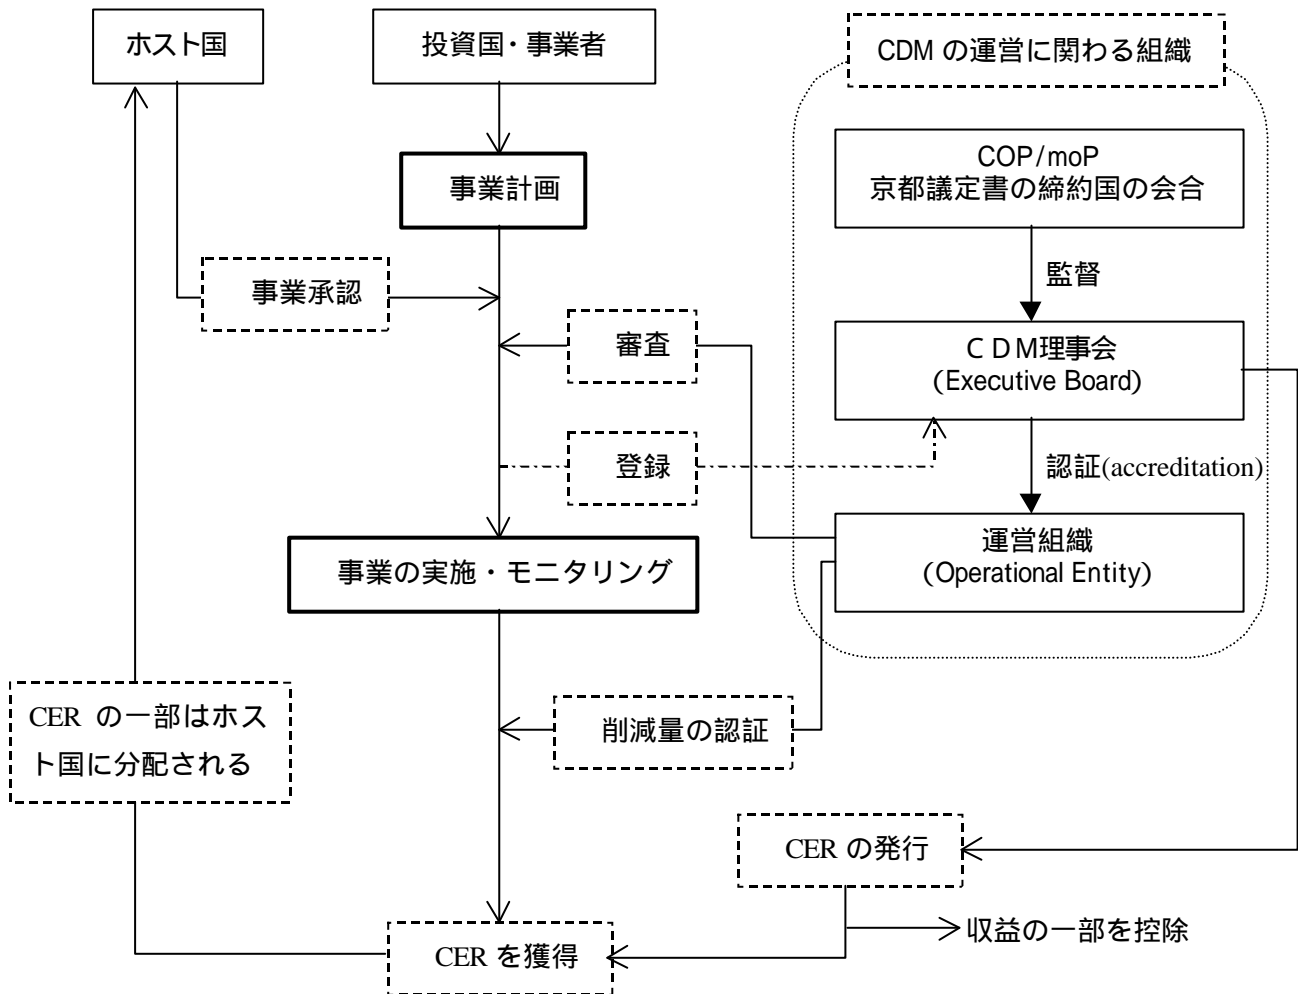 ホスト国
投資国・事業者
CDM の運営に関わる組織
COP/moP
京都議定書の締約国の会合
事業計画
監督
事業承認
審査
ＣＤＭ理事会
(Executive Board)
登録
認証(accreditation)
運営組織
(Operational Entity)
事業の実施・モニタリング
CER の一部はホス
ト国に分配される
削減量の認証
CER の発行
収益の一部を控除
CER を獲得